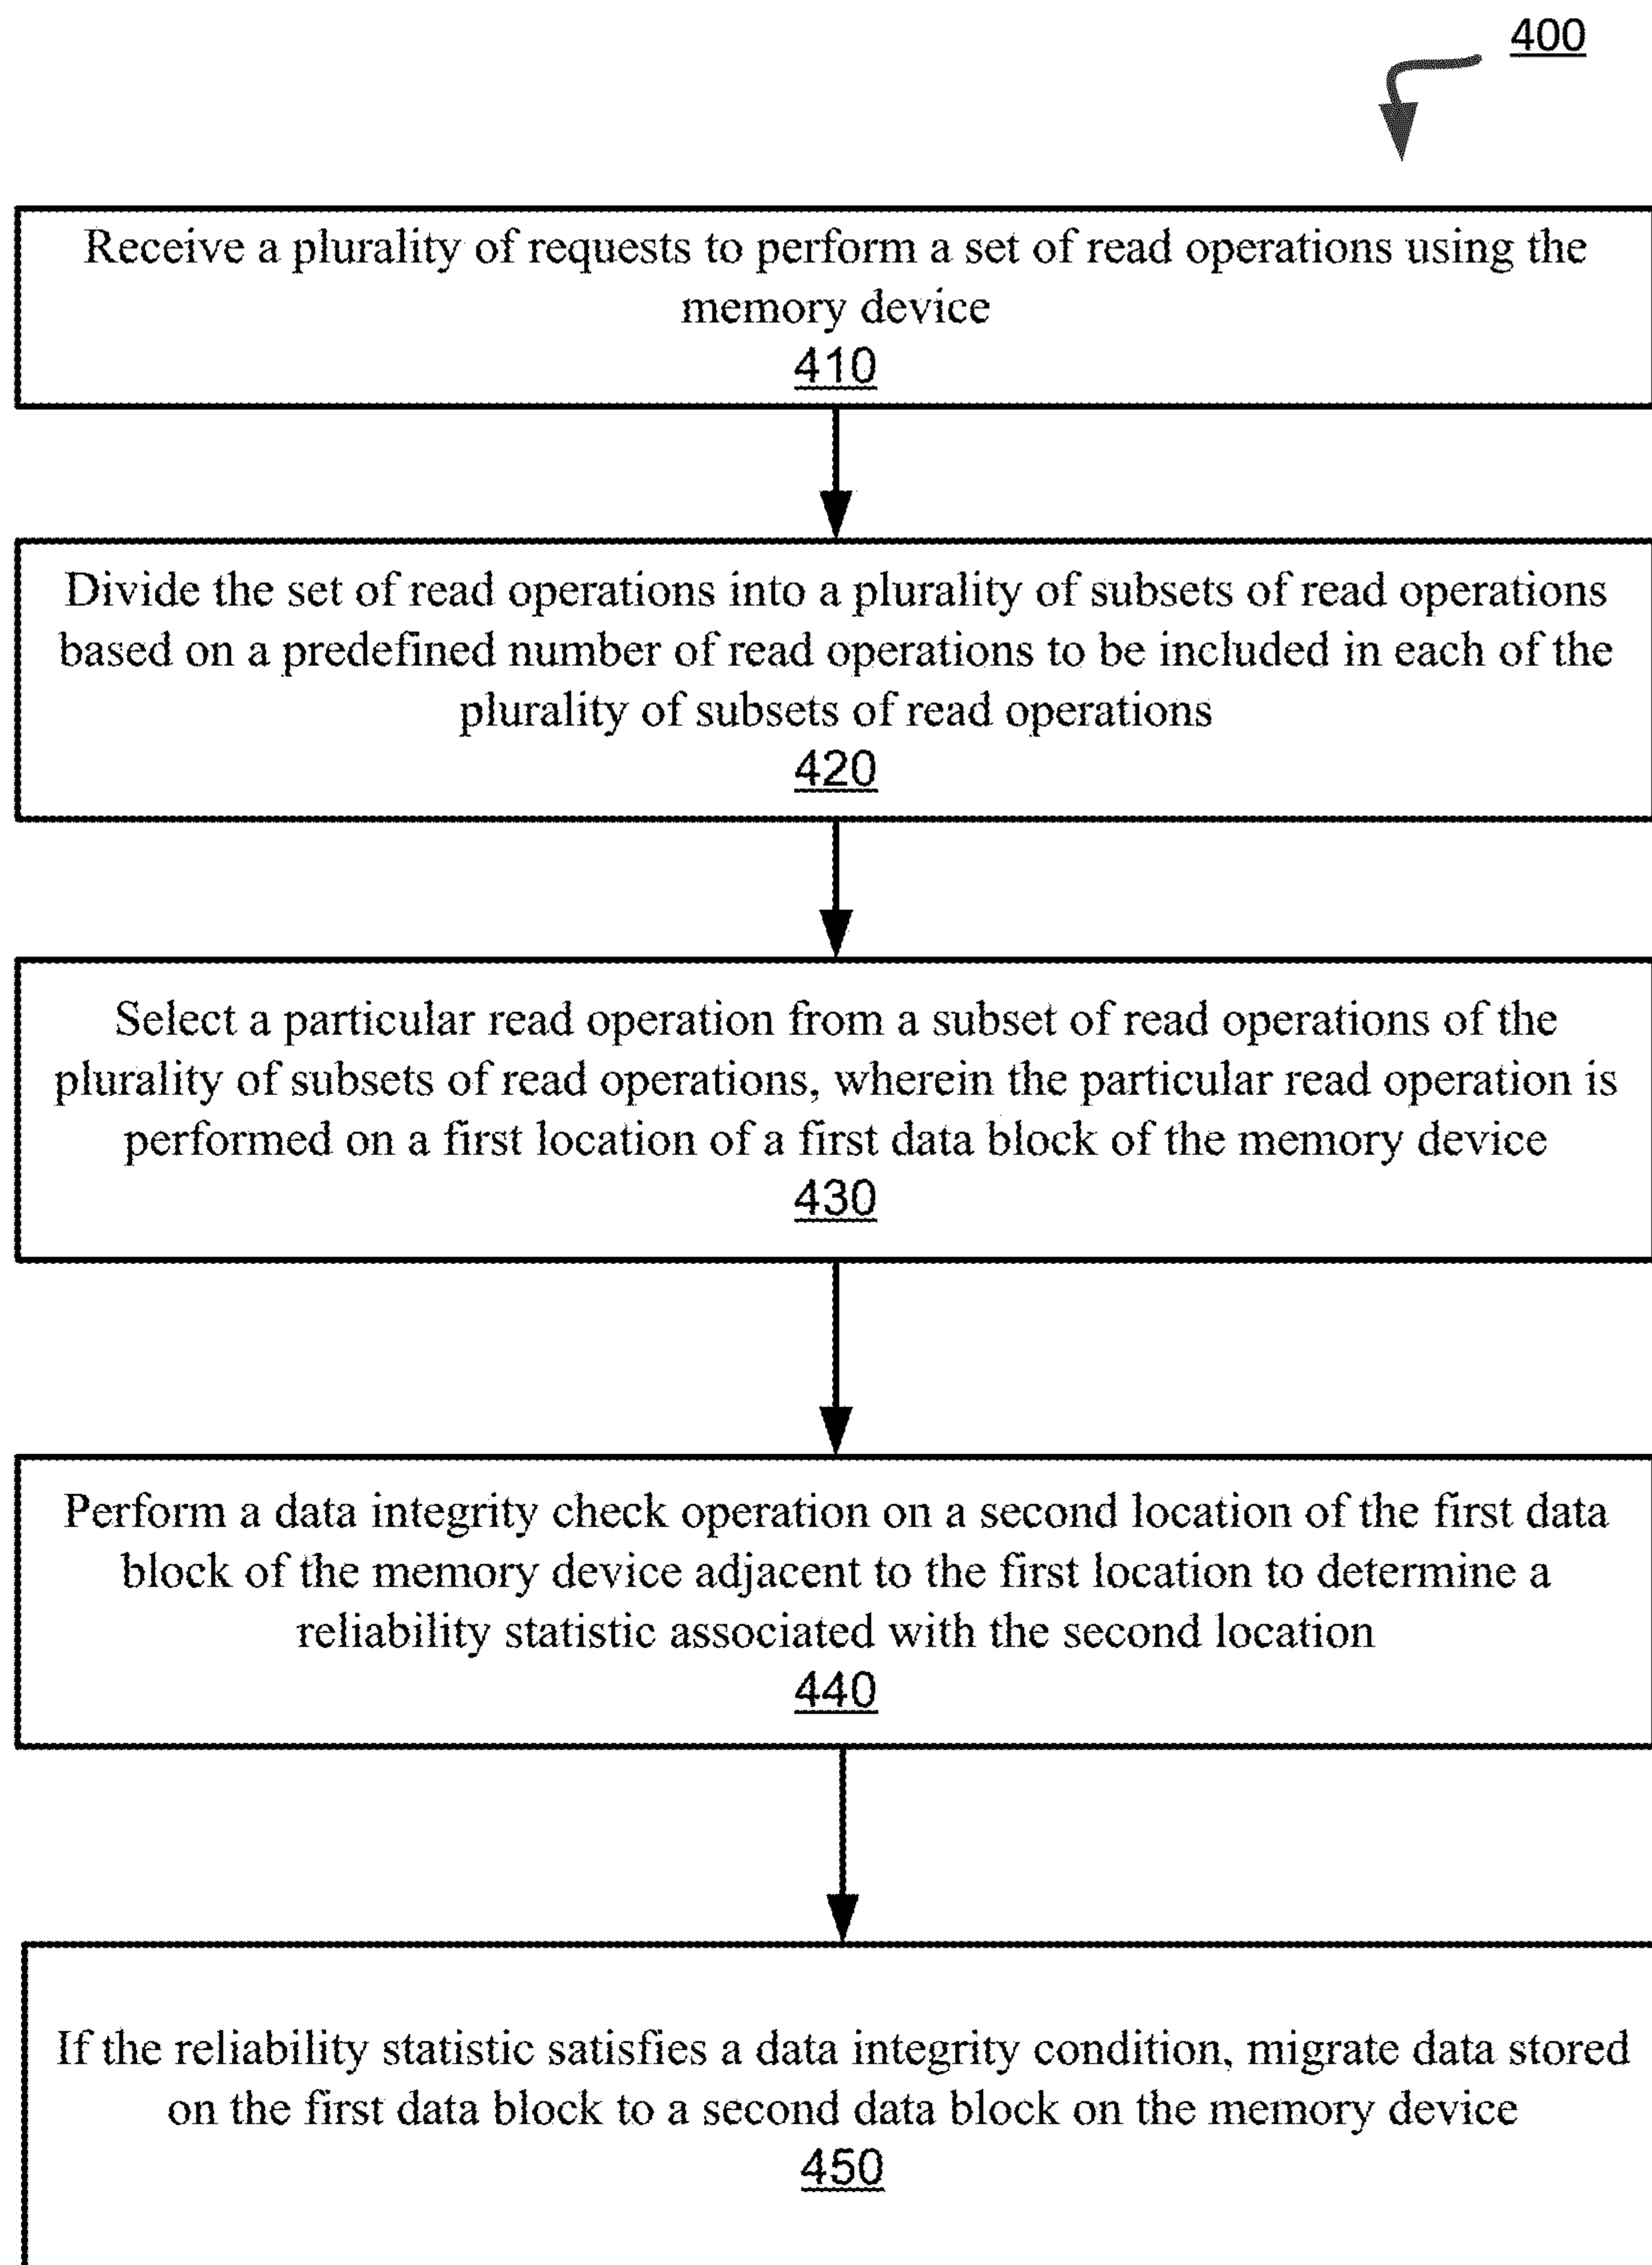 400
Receive a plurality of requests to perform a set of read operations using the
memory device
410
Divide the set of read operations into a plurality of subsets of read operations
based on a predefined number of read operations to be included in each of the
plurality of subsets of read operations
420
Select a particular read operation from a subset of read operations of the
plurality of subsets of read operations, wherein the particular read operation is
performed on a first location of a first data block of the memory device
430
Perform a data integrity check operation on a second location of the first data
block of the memory device adjacent to the first location to determine a
reliability statistic associated with the second location
440
If the reliability statistic satisfies a data integrity condition, migrate data stored
on the first data block to a second data block on the memory device
450